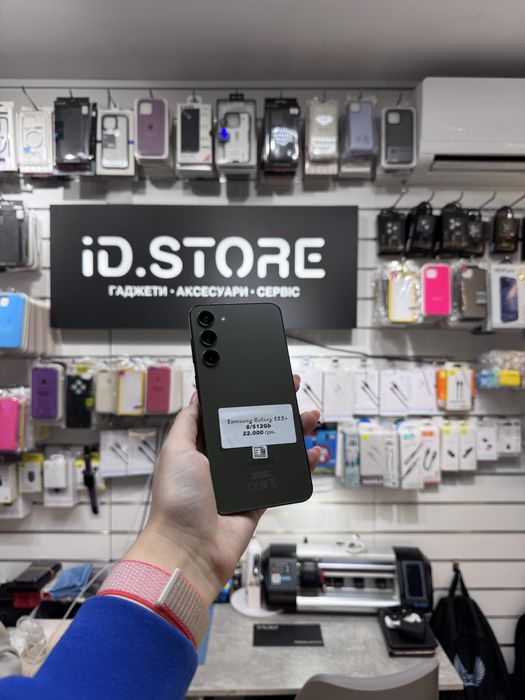 iD.STORE
ГАДЖЕТИ • АКСЕСУАРИ • СЕРВІС
Samsung Galaxy S23+
8/512Gb
22.000 грн.